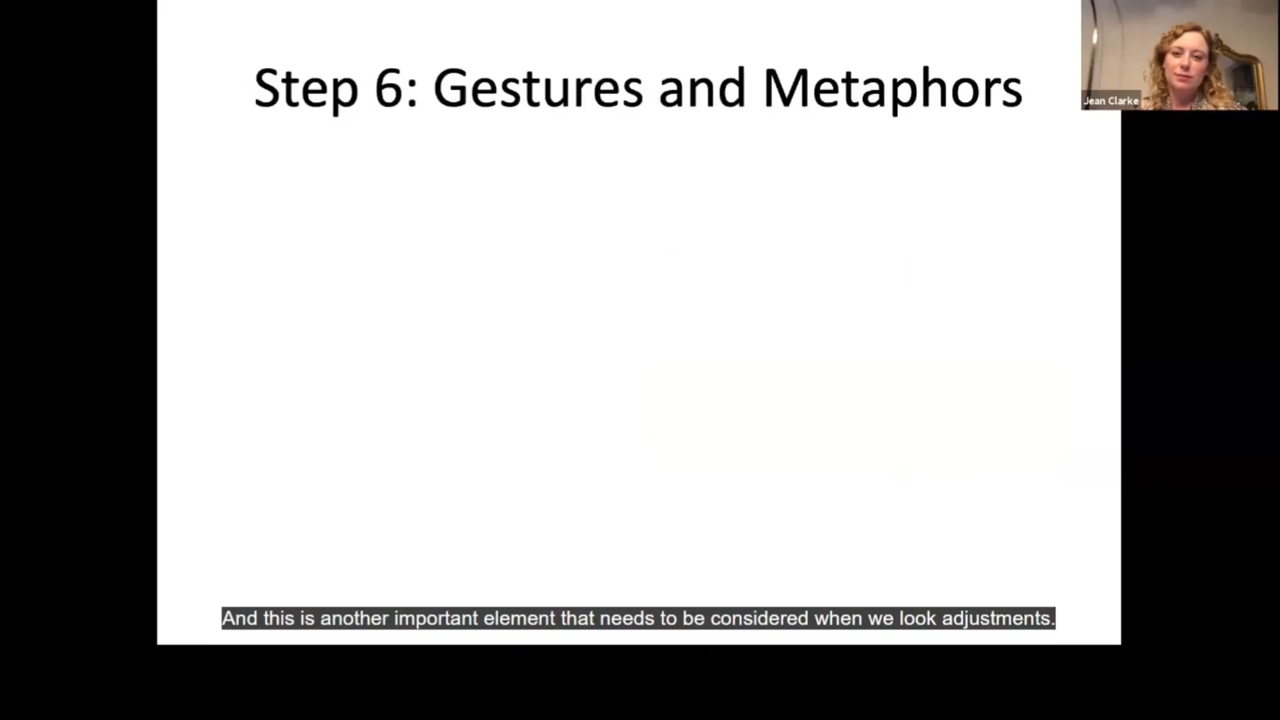 Step 6: Gestures and Metaphors
Jean Clarke
And this is another important element that needs to be considered when we look adjustments.